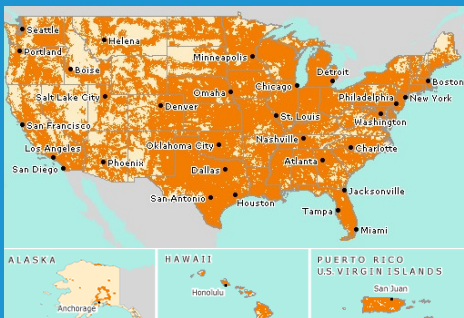 Seattle
Portland
Helena
Minneapolis
Boise
Detroit
Boston
Chicago
Omaha
Salt Lake City
Philadelphia
New York
Denver
St. Louis
Washington
San Francisco
Nashville
Los Angeles
Oklahoma City
Charlotte
Phoenix
Atlanta
San Diego
Dallas
Jacksonville
San Antonio
Houston
Tampa
Miami
ALASKA
HAWAII
PUERTO RICO
U.S. VIRGIN ISLANDS
San Juan
Honolulu
Anchorage